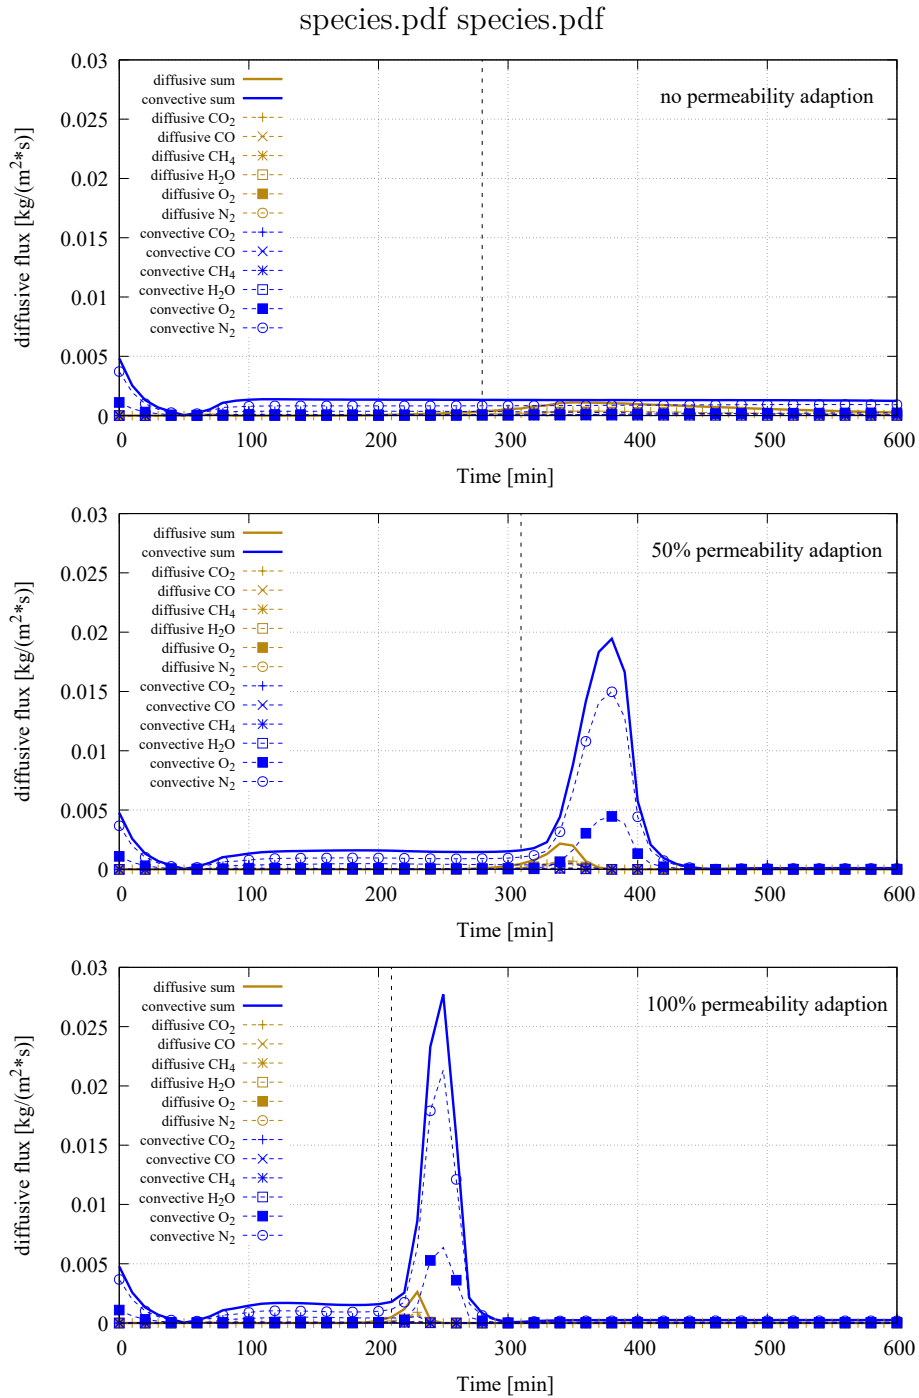 species.pdf species.pdf
0.03
diffusive sum
convective sum
no permeability adaption
0.025
diffusive CO2
diffusive CO
diffusive CH4
0.02
diffusive H2O
diffusive O2
diffusive N2
0.015
convective CO2
convective CO
convective CH4
0.01
convective H2O
convective O2
convective N2
0.005
0
diffusive flux [kg/(m²*s)]
0 100 200 300 400 500 600
Time [min]
0.03
diffusive sum
convective sum
50% permeability adaption
0.025
diffusive CO2
diffusive CO
diffusive CH4
0.02
diffusive H2O
diffusive O2
diffusive N2
0.015
convective CO2
convective CO
convective CH4
0.01
convective H2O
convective O2
convective N2
0.005
0
diffusive flux [kg/(m²*s)]
0 100 200 300 400 500 600
Time [min]
0.03
diffusive sum
convective sum
100% permeability adaption
0.025
diffusive CO2
diffusive CO
diffusive CH4
0.02
diffusive H2O
diffusive O2
diffusive N2
0.015
convective CO2
convective CO
convective CH4
0.01
convective H2O
convective O2
convective N2
0.005
0
diffusive flux [kg/(m²*s)]
0 100 200 300 400 500 600
Time [min]